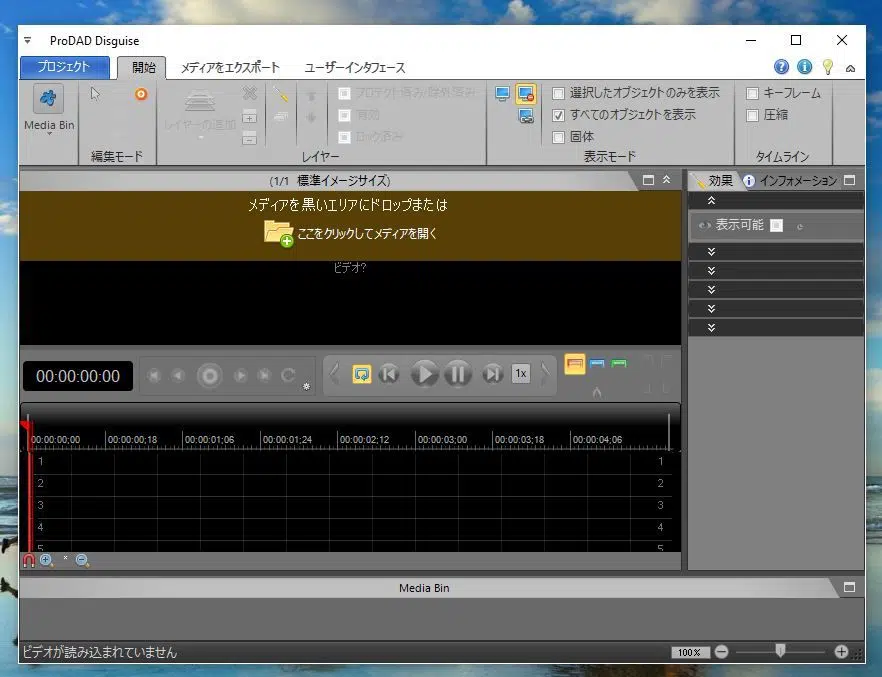 ProDAD Disguise
プロジェクト 開始 メディアをエクスポート ユーザーインタフェース
Media Bin
レイヤーの追加
プロテクト済み/除外済み
有効
ロック済み
選択したオブジェクトのみを表示
すべてのオブジェクトを表示
固体
キーフレーム
圧縮
編集モード レイヤー 表示モード タイムライン
(1/1 標準イメージサイズ)
効果 インフォメーション
メディアを黒いエリアにドロップまたは
ここをクリックしてメディアを開く
ビデオ?
表示可能
00:00:00;00
1x
00:00:00;00 00:00:00;18 00:00:01;06 00:00:01;24 00:00:02;12 00:00:03;00 00:00:03;18 00:00:04;06
1 1
2 2
3 3
4 4
5 5
Media Bin
ビデオが読み込まれていません 100%